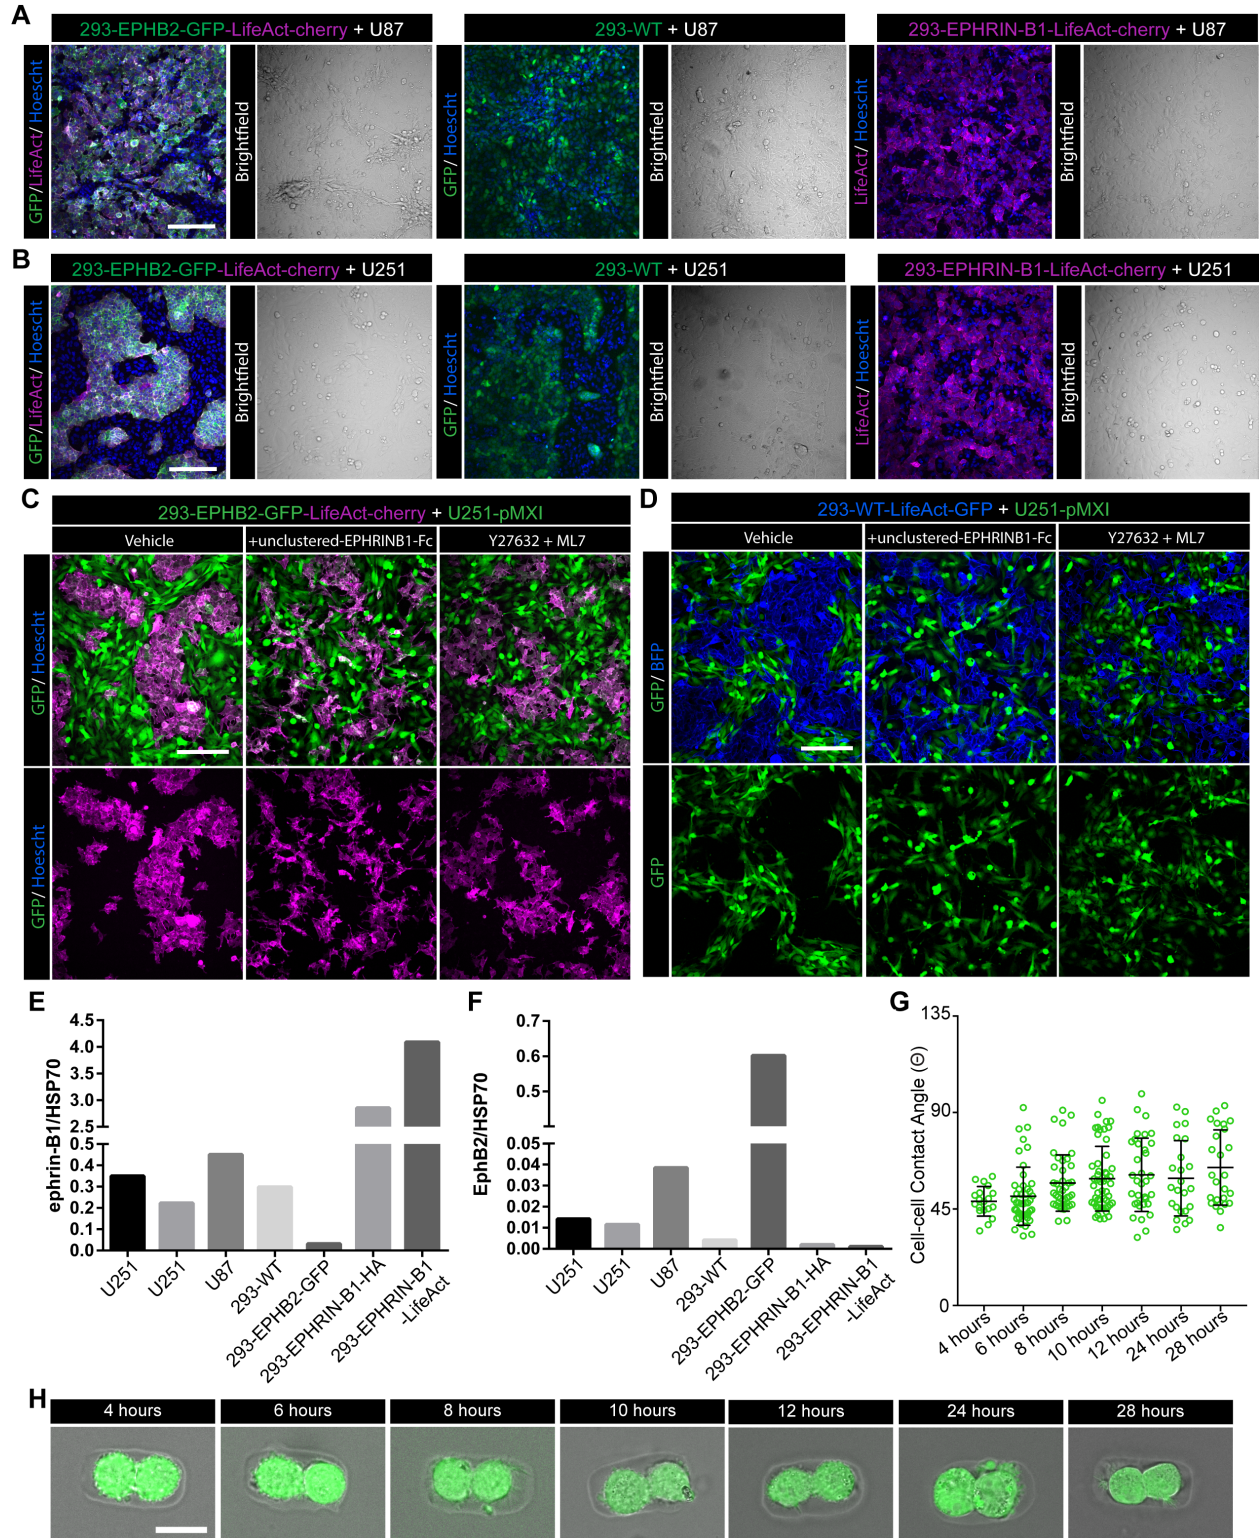 A
293-EPHB2-GFP-LifeAct-cherry + U87
293-WT + U87
293-EPHRIN-B1-LifeAct-cherry + U87
GFP/LifeAct/ Hoescht
Brightfield
GFP/ Hoescht
Brightfield
LifeAct/ Hoescht
Brightfield
B
293-EPHB2-GFP-LifeAct-cherry + U251
293-WT + U251
293-EPHRIN-B1-LifeAct-cherry + U251
GFP/LifeAct/ Hoescht
Brightfield
GFP/ Hoescht
Brightfield
LifeAct/ Hoescht
Brightfield
C
293-EPHB2-GFP-LifeAct-cherry + U251-pMXI
Vehicle
+unclustered-EPHRINB1-Fc
Y27632 + ML7
GFP/ Hoescht
GFP/ Hoescht
D
293-WT-LifeAct-GFP + U251-pMXI
Vehicle
+unclustered-EPHRINB1-Fc
Y27632 + ML7
GFP/ BFP
GFP
E
ephrin-B1/HSP70
4.5
4.0
3.5
3.0
2.5
0.5
0.4
0.3
0.2
0.1
0.0
U251
U251
U87
293-WT
293-EPHB2-GFP
293-EPHRIN-B1-HA
293-EPHRIN-B1
-LifeAct
F
EphB2/HSP70
0.7
0.6
0.5
0.05
0.04
0.03
0.02
0.01
0.00
U251
U251
U87
293-WT
293-EPHB2-GFP
293-EPHRIN-B1-HA
293-EPHRIN-B1
-LifeAct
G
Cell-cell Contact Angle (Θ)
135
90
45
0
4 hours
6 hours
8 hours
10 hours
12 hours
24 hours
28 hours
H
4 hours
6 hours
8 hours
10 hours
12 hours
24 hours
28 hours